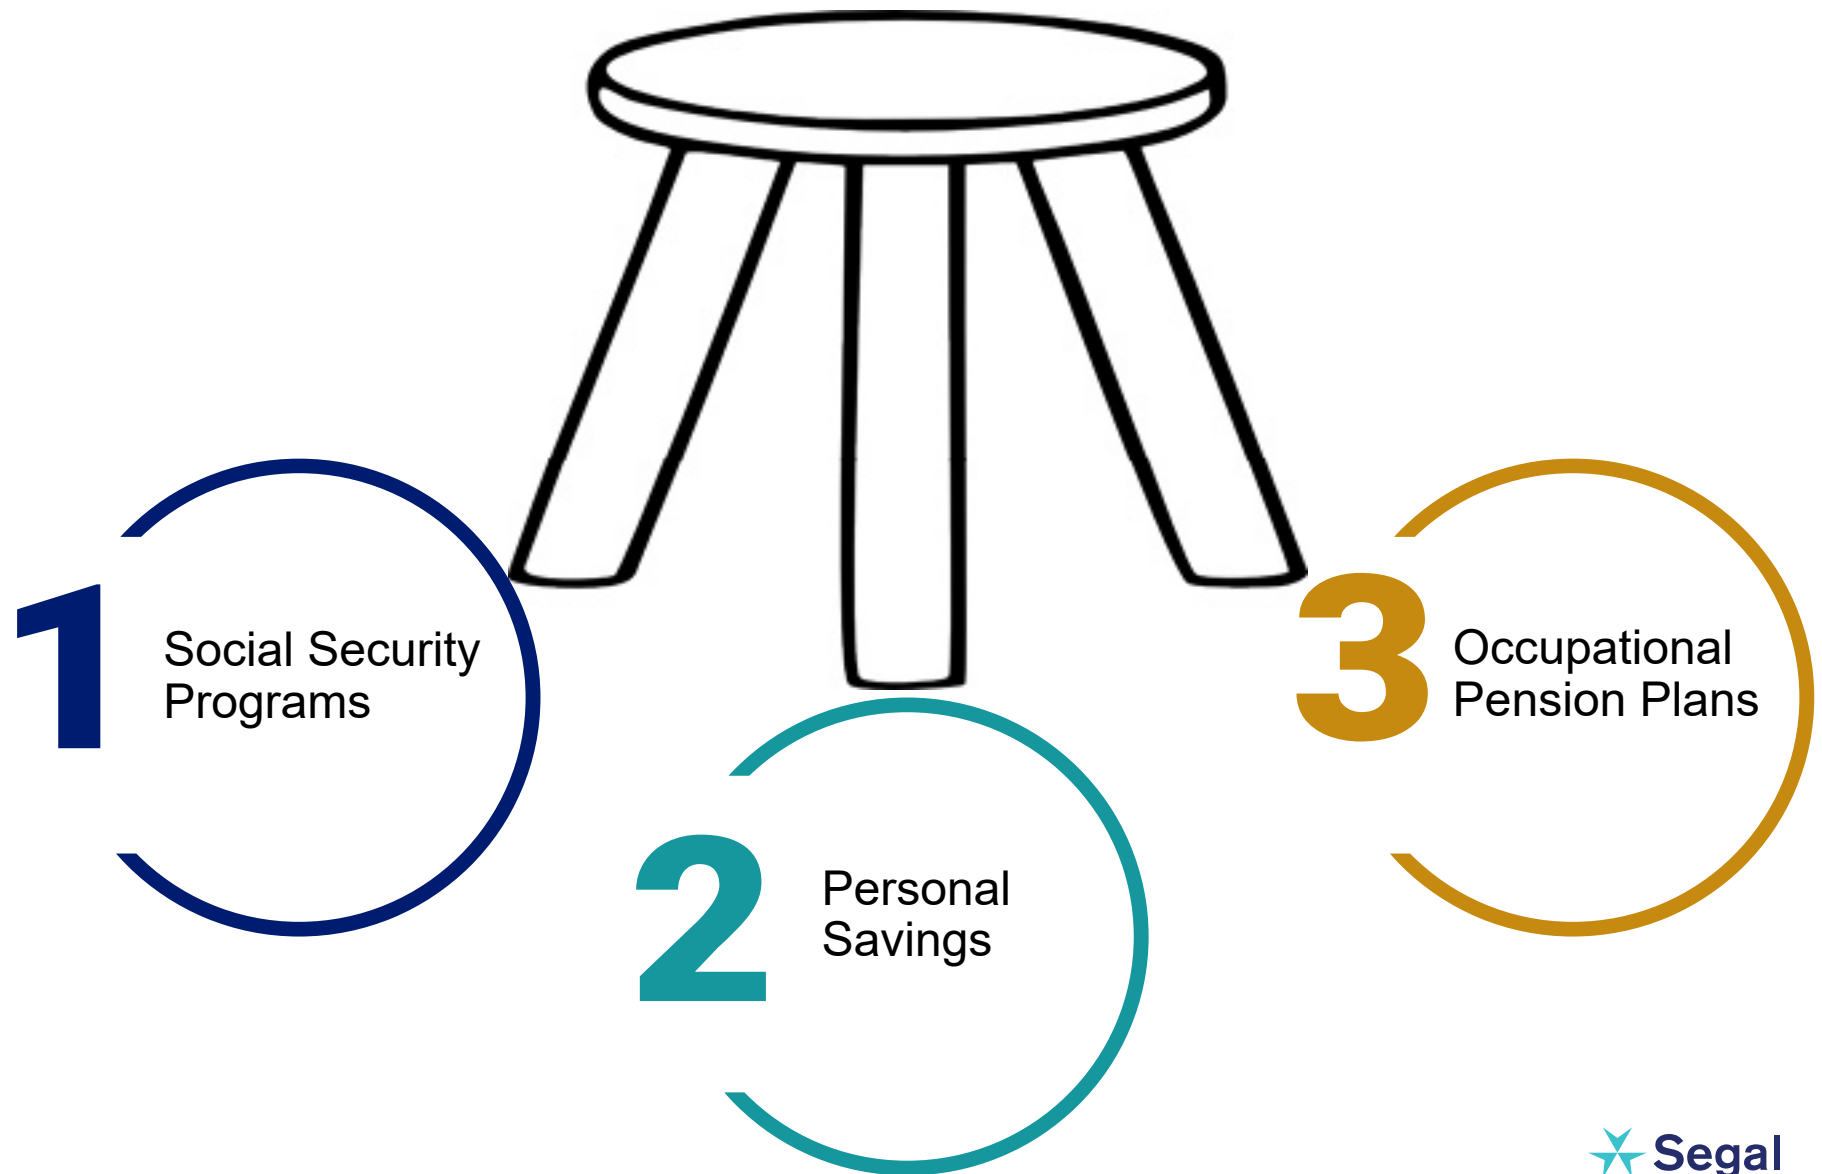 1
Social Security
Programs
2
Personal
Savings
3
Occupational
Pension Plans
Segal